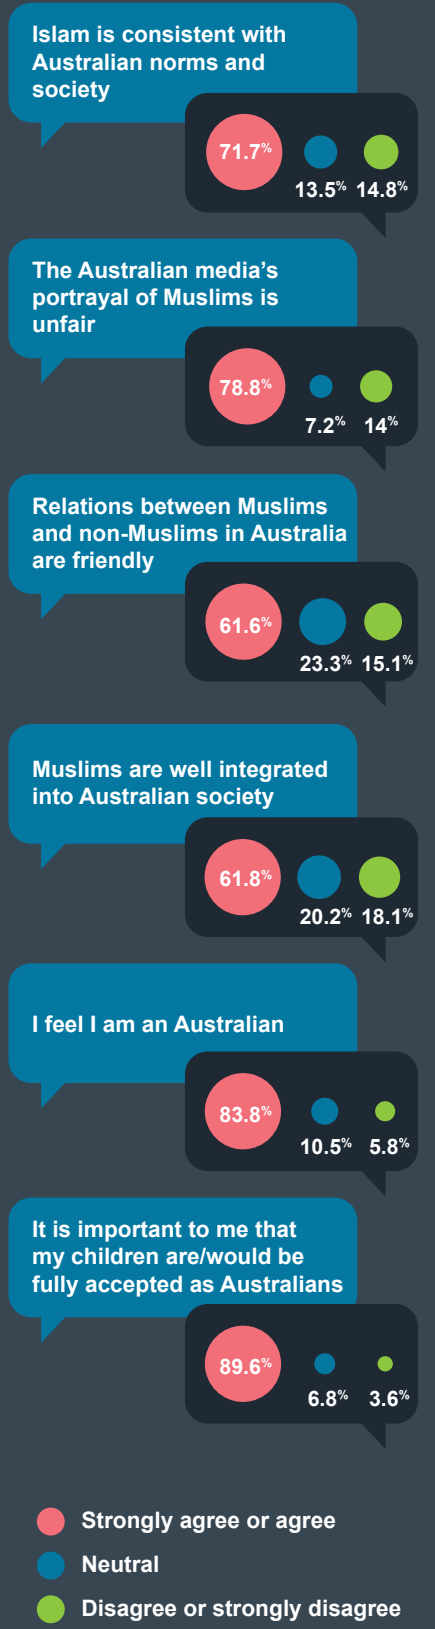 Islam is consistent with
Australian norms and
society
71.7%
13.5% 14.8%
The Australian media's
portrayal of Muslims is
unfair
78.8%
7.2% 14%
Relations between Muslims
and non-Muslims in Australia
are friendly
61.6%
23.3% 15.1%
Muslims are well integrated
into Australian society
61.8%
20.2% 18.1%
I feel I am an Australian
83.8%
10.5% 5.8%
It is important to me that
my children are/would be
fully accepted as Australians
89.6%
6.8% 3.6%
Strongly agree or agree
Neutral
Disagree or strongly disagree